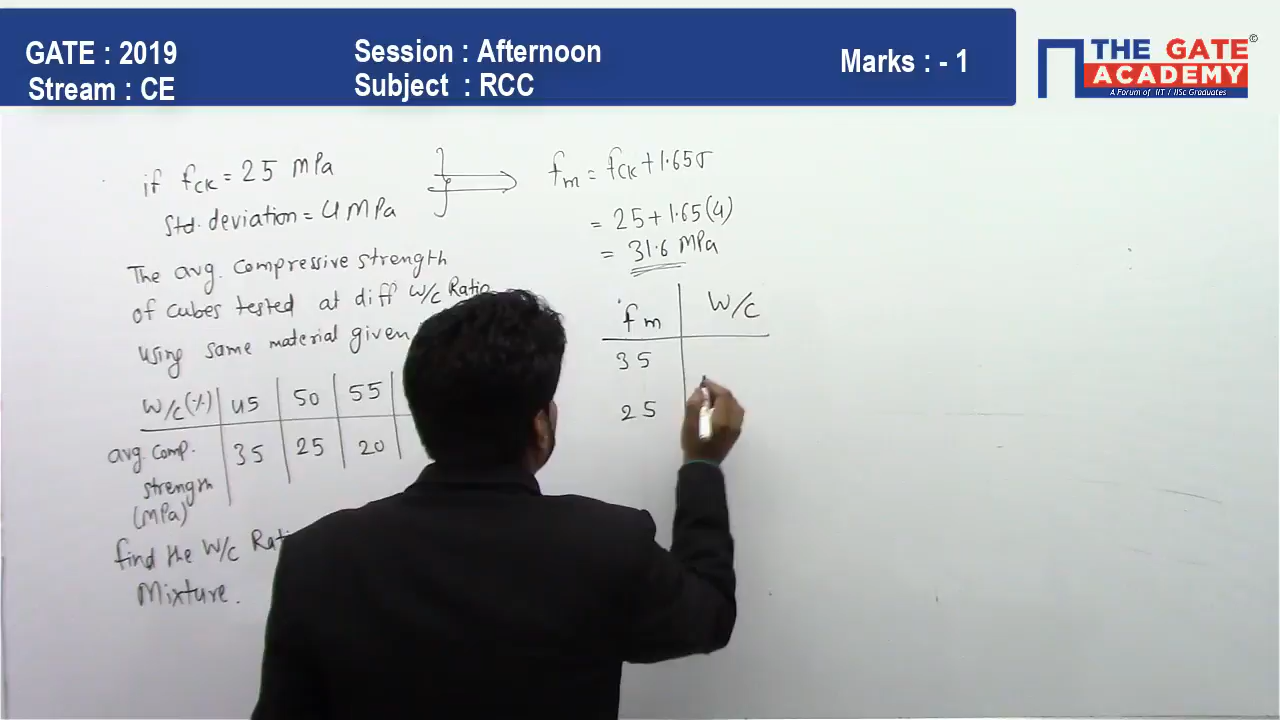 GATE : 2019
Stream : CE
Session : Afternoon
Subject : RCC
Marks : - 1
THE GATE
ACADEMY
A Forum of IIT / IISc Graduates
©
if fck = 25 MPa
Std. deviation = 4 MPa
The avg. compressive strength
of cubes tested at diff W/C Ratio
using same material given
W/C(%) 45 50 55
avg. comp. 35 25 20
strength
(MPa)
find the W/C
Mixture.
fm = fck + 1.65σ
= 25 + 1.65(4)
= 31.6 MPa
fm W/C
35
25